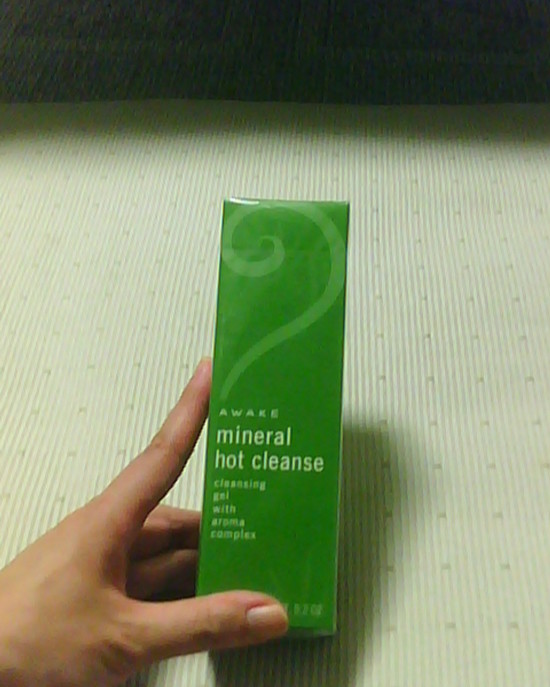 AWAKE
mineral
hot cleanse
cleansing
gel
with
aroma
complex